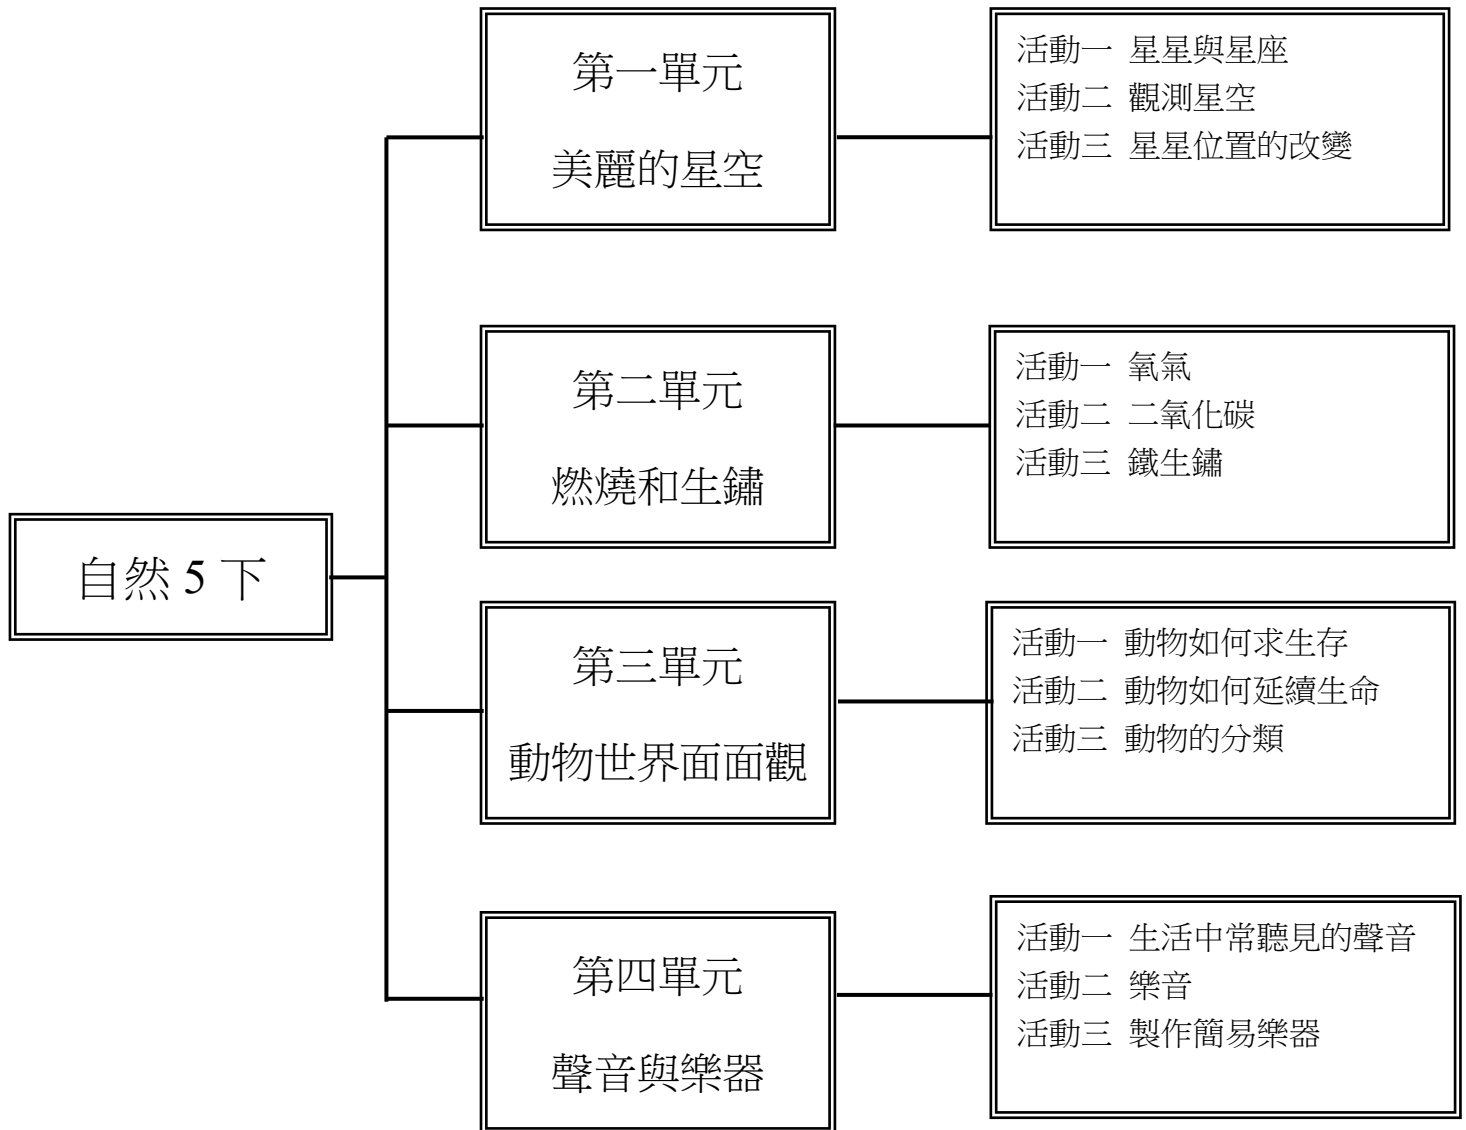 第一單元
美麗的星空
活動一 星星與星座
活動二 觀測星空
活動三 星星位置的改變
第二單元
燃燒和生鏽
活動一 氧氣
活動二 二氧化碳
活動三 鐵生鏽
自然 5 下
第三單元
動物世界面面觀
活動一 動物如何求生存
活動二 動物如何延續生命
活動三 動物的分類
第四單元
聲音與樂器
活動一 生活中常聽見的聲音
活動二 樂音
活動三 製作簡易樂器